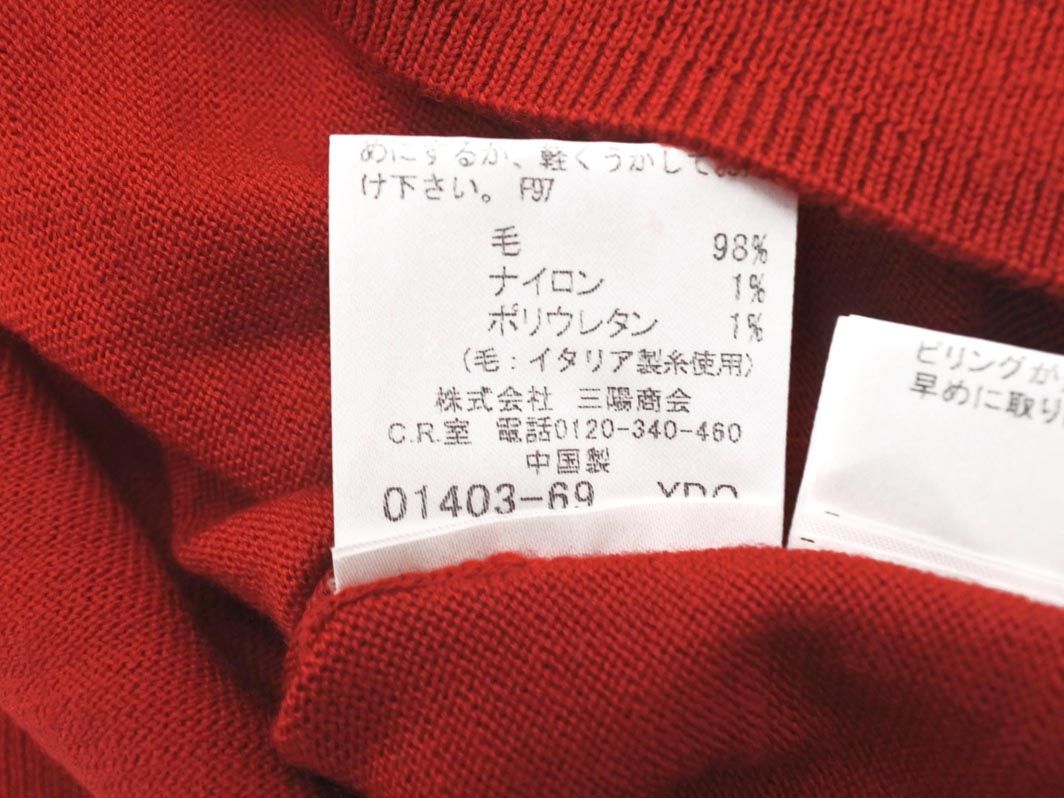 めにするか、軽くうかしてお
け下さい。 F97
毛 98%
ナイロン 1%
ポリウレタン 1%
(毛：イタリア製糸使用)
株式会社 三陽商会
C.R.室 電話0120-340-460
中国製
01403-69
ピリングが
早めに取り